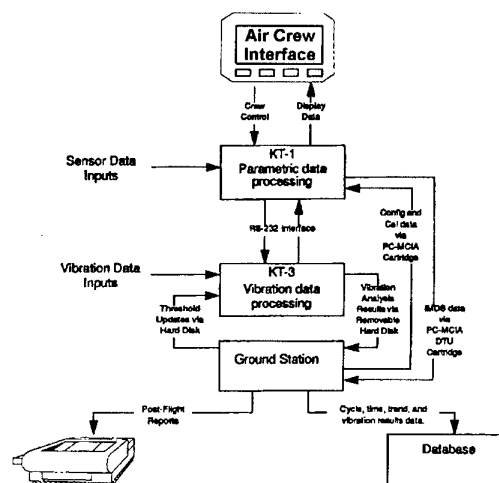 Air Crew
Interface
Crew
Control
Display
Data
KT-1
Parametric data
processing
Sensor Data
Inputs
RS-232 Interface
Config and
Cal data
via
PC-MCIA
Cartridge
KT-3
Vibration data
processing
Vibration Data
Inputs
Threshold
Updates via
Hard Disk
Vibration
Analysis
Results via
Removable
Hard Disk
IMDS data
via
PC-MCIA
DTU
Cartridge
Ground Station
Post-Flight
Reports
Cycle, time, trend, and
vibration results data.
Database